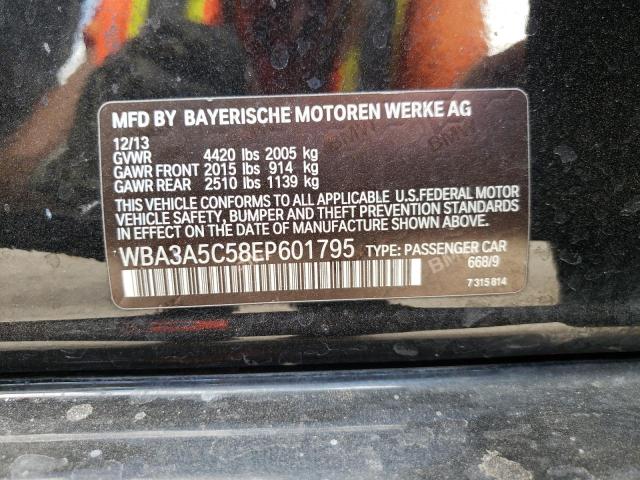 MFD BY BAYERISCHE MOTOREN WERKE AG
12/13
GVWR 4420 lbs 2005 kg
GAWR FRONT 2015 lbs 914 kg
GAWR REAR 2510 lbs 1139 kg
THIS VEHICLE CONFORMS TO ALL APPLICABLE U.S.FEDERAL MOTOR
VEHICLE SAFETY, BUMPER AND THEFT PREVENTION STANDARDS
IN EFFECT ON THE DATE OF MANUFACTURE SHOWN ABOVE.
WBA3A5C58EP601795 TYPE: PASSENGER CAR
668/9
7 315 814